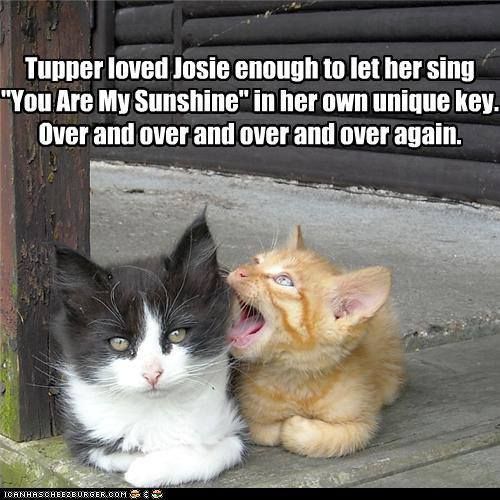 Tupper loved Josie enough to let her sing
"You Are My Sunshine" in her own unique key.
Over and over and over and over again.
ICANHASCHEEZBURGER.COM